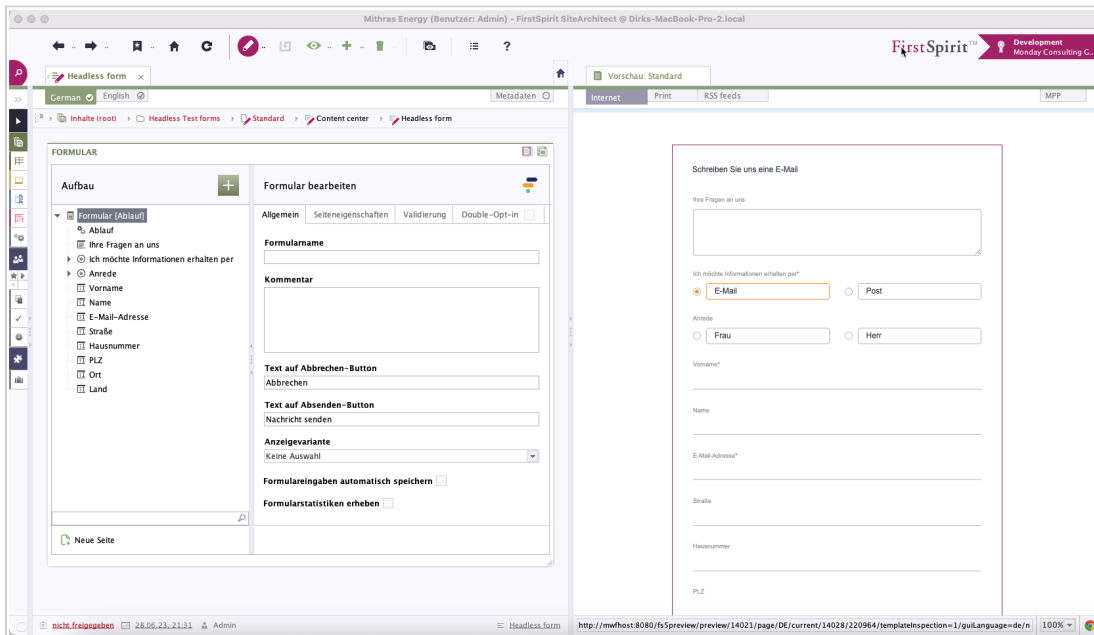 Mithras Energy (Benutzer: Admin) - FirstSpirit SiteArchitect @ Dirks-MacBook-Pro-2.local
FirstSpirit™
Development
Monday Consulting G...
Headless form
Vorschau: Standard
German
English
Metadaten
Internet
Print
RSS feeds
MPP
Inhalte (root)
Headless Test forms
Standard
Content center
Headless form
FORMULAR
Aufbau
Formular [Ablauf]
Ablauf
Ihre Fragen an uns
Ich möchte Informationen erhalten per
Anrede
Vorname
Name
E-Mail-Adresse
Straße
Hausnummer
PLZ
Ort
Land
Neue Seite
Formular bearbeiten
Allgemein
Seiteneigenschaften
Validierung
Double-Opt-in
Formularname
Kommentar
Text auf Abbrechen-Button
Abbrechen
Text auf Absenden-Button
Nachricht senden
Anzeigevariante
Keine Auswahl
Formulareingaben automatisch speichern
Formularstatistiken erheben
Schreiben Sie uns eine E-Mail
Ihre Fragen an uns
Ich möchte Informationen erhalten per*
E-Mail
Post
Anrede
Frau
Herr
Vorname*
Name
E-Mail-Adresse*
Straße
Hausnummer
PLZ
nicht freigegeben
28.06.23, 21:31
Admin
Headless form
http://mwfhost:8080/fs5preview/preview/14021/page/DE/current/14028/220964/templateInspection=1/guiLanguage=de/n
100%